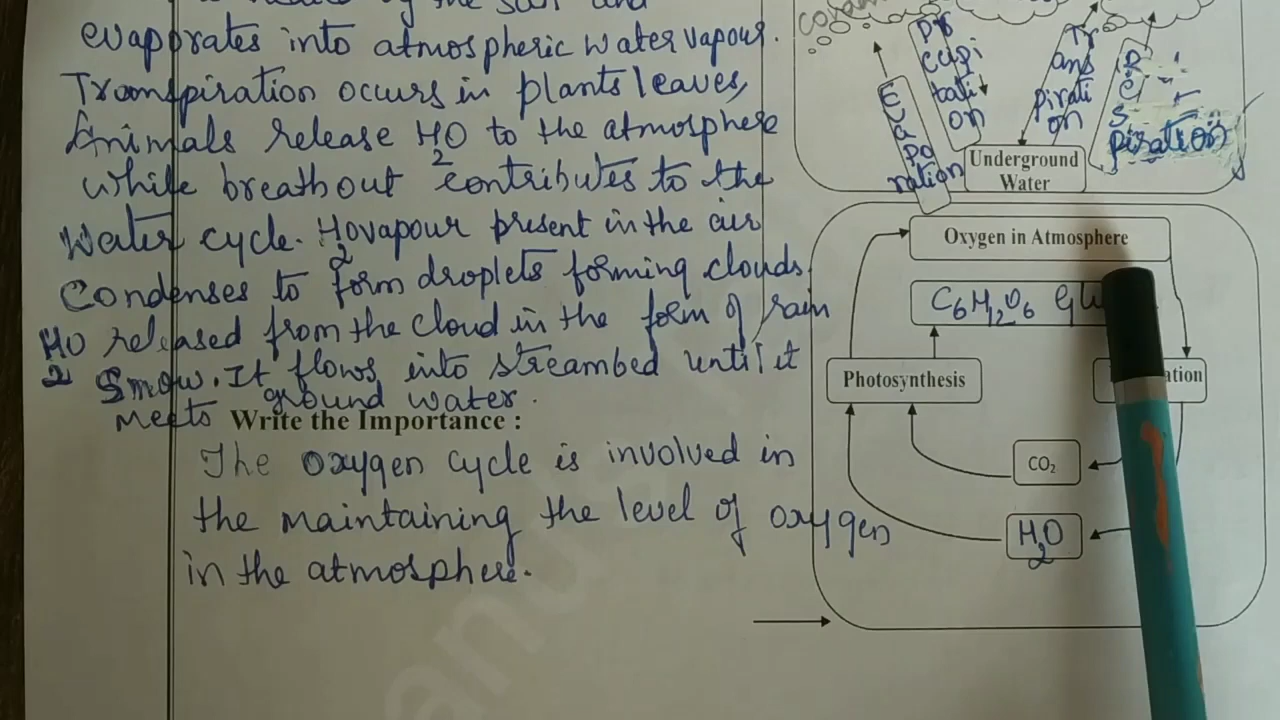 evaporates into atmospheric water vapour.
Transpiration occurs in plants leaves,
Animals release H2O to the atmosphere
while breathout contributes to the
Water cycle. H2O vapour present in the air
Condenses to form droplets forming clouds
H2O released from the cloud in the form of rain
Snow. It flows into streambed until it
meets ground water.
Write the Importance :
The oxygen cycle is involved in
the maintaining the level of oxygen
in the atmosphere.
Evaporation
Transpiration
piration
Underground
Water
Oxygen in Atmosphere
C6H12O6
Photosynthesis
CO2
H2O